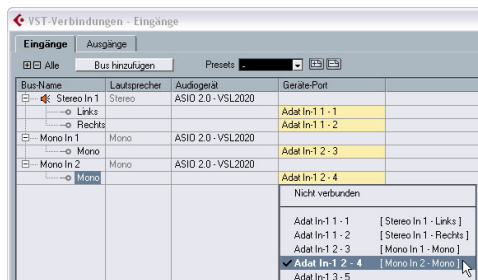 VST-Verbindungen - Eingänge
Eingänge Ausgänge
Alle Bus hinzufügen Presets -
Bus-Name Lautsprecher Audiogerät Geräte-Port
Stereo In 1 Stereo ASIO 2.0 - VSL2020
Links Adat In-1 1 - 1
Rechts Adat In-1 1 - 2
Mono In 1 Mono ASIO 2.0 - VSL2020
Mono Adat In-1 2 - 3
Mono In 2 Mono ASIO 2.0 - VSL2020
Mono Adat In-1 2 - 4
Nicht verbunden
Adat In-1 1 - 1 [ Stereo In 1 - Links ]
Adat In-1 1 - 2 [ Stereo In 1 - Rechts ]
Adat In-1 2 - 3 [ Mono In 1 - Mono ]
Adat In-1 2 - 4 [ Mono In 2 - Mono ]
Adat In-1 3 - 5